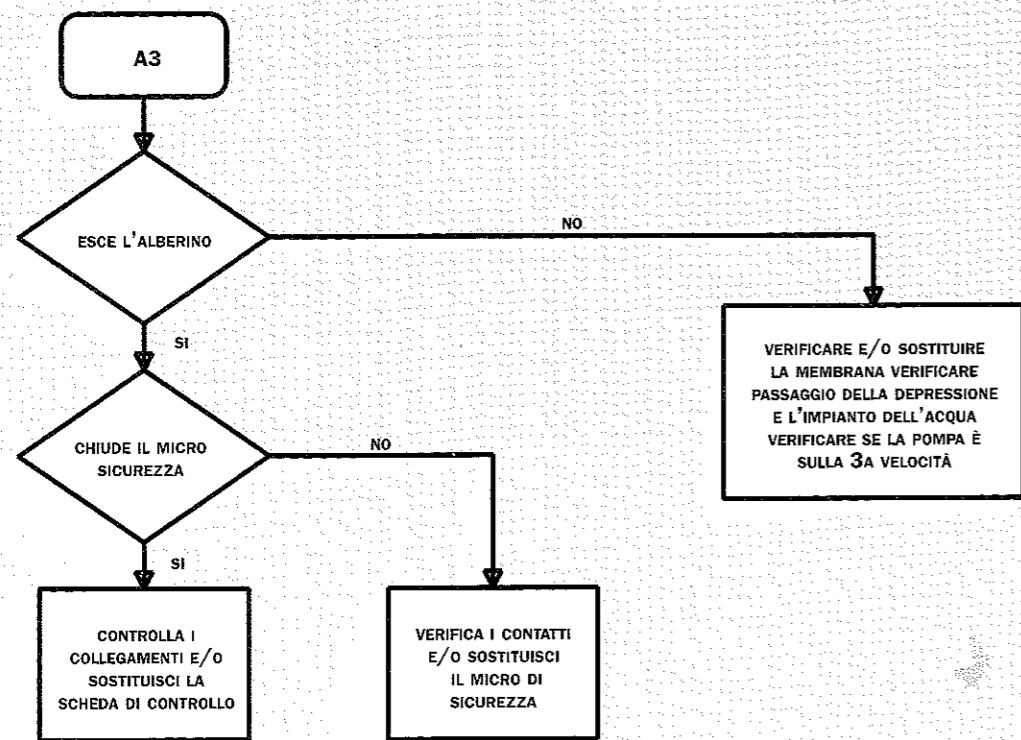 A3
ESCE L'ALBERINO
NO
SI
VERIFICARE E/O SOSTITUIRE
LA MEMBRANA VERIFICARE
PASSAGGIO DELLA DEPRESSIONE
E L'IMPIANTO DELL'ACQUA
VERIFICARE SE LA POMPA È
SULLA 3A VELOCITÀ
CHIUDE IL MICRO
SICUREZZA
NO
SI
CONTROLLA I
COLLEGAMENTI E/O
SOSTITUISCI LA
SCHEDA DI CONTROLLO
VERIFICA I CONTATTI
E/O SOSTITUISCI
IL MICRO DI
SICUREZZA